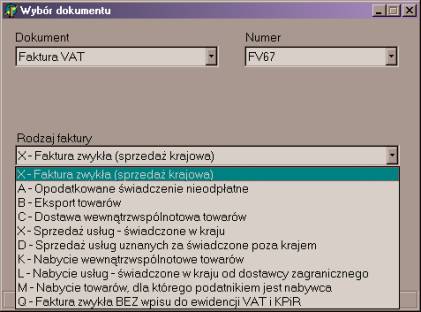 Wybór dokumentu
Dokument Numer
Faktura VAT FV67
Rodzaj faktury
X - Faktura zwykła (sprzedaż krajowa)
X - Faktura zwykła (sprzedaż krajowa)
A - Opodatkowane świadczenie nieodpłatne
B - Eksport towarów
C - Dostawa wewnątrzwspólnotowa towarów
X - Sprzedaż usług - świadczone w kraju
D - Sprzedaż usług uznanych za świadczone poza krajem
K - Nabycie wewnątrzwspólnotowe towarów
L - Nabycie usług - świadczone w kraju od dostawcy zagranicznego
M - Nabycie towarów, dla którego podatnikiem jest nabywca
Q - Faktura zwykła BEZ wpisu do ewidencji VAT i KPiR